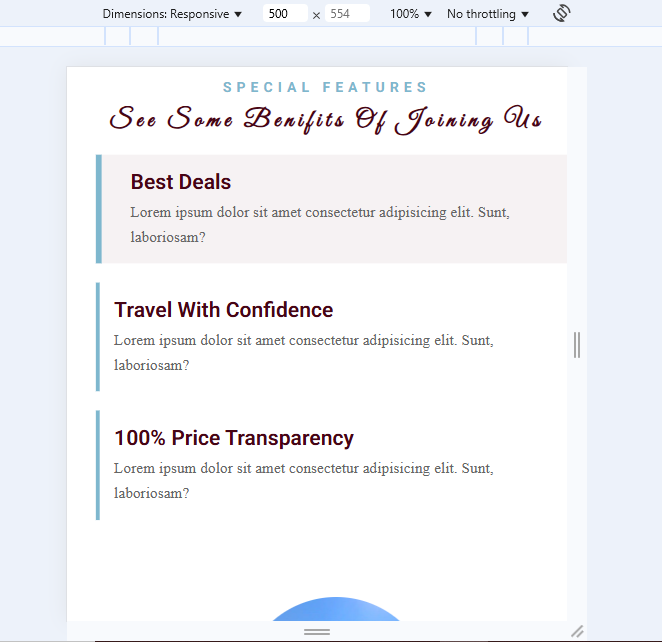 Dimensions: Responsive ▼ 500 × 554 100% ▼ No throttling ▼
SPECIAL FEATURES
See Some Benifits Of Joining Us
Best Deals
Lorem ipsum dolor sit amet consectetur adipisicing elit. Sunt,
laboriosam?
Travel With Confidence
Lorem ipsum dolor sit amet consectetur adipisicing elit. Sunt,
laboriosam?
100% Price Transparency
Lorem ipsum dolor sit amet consectetur adipisicing elit. Sunt,
laboriosam?